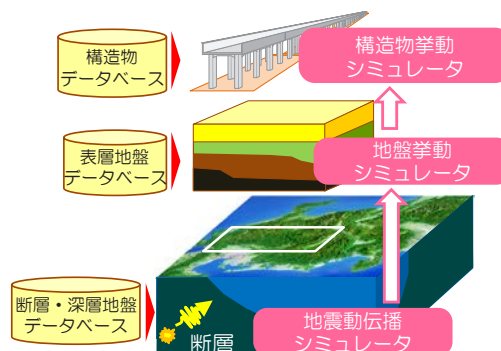 構造物
データベース
構造物挙動
シミュレータ
表層地盤
データベース
地盤挙動
シミュレータ
断層・深層地盤
データベース
断層
地震動伝播
シミュレータ